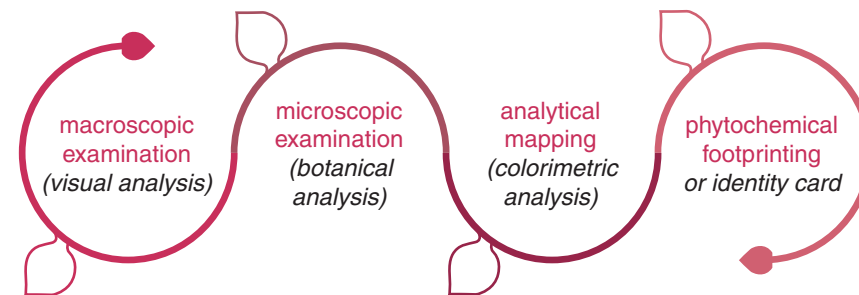 macroscopic
examination
(visual analysis)
microscopic
examination
(botanical
analysis)
analytical
mapping
(colorimetric
analysis)
phytochemical
footprinting
or identity card